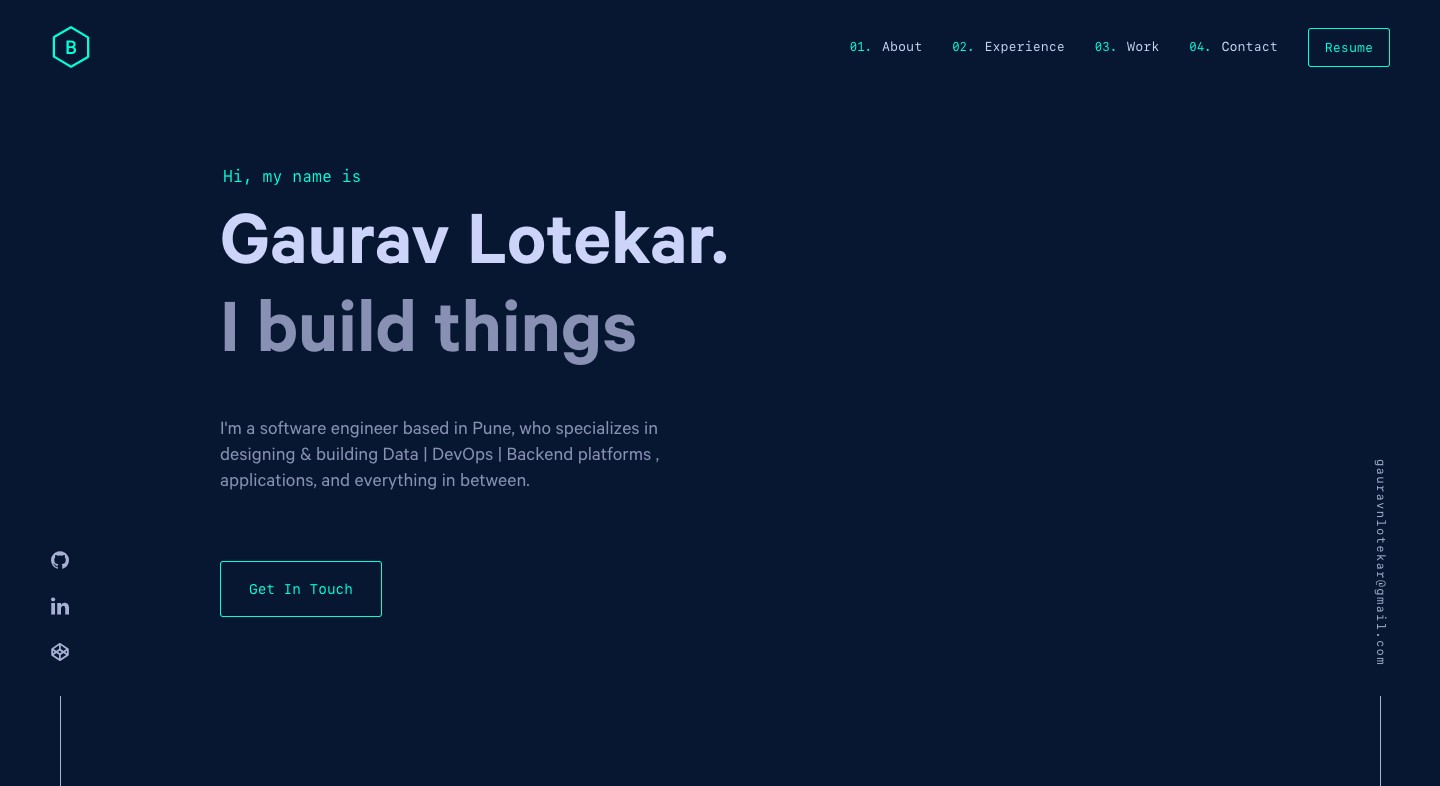 B
01. About 02. Experience 03. Work 04. Contact Resume
Hi, my name is
Gaurav Lotekar.
I build things
I'm a software engineer based in Pune, who specializes in
designing & building Data | DevOps | Backend platforms ,
applications, and everything in between.
Get In Touch
gauravnlotekar@gmail.com